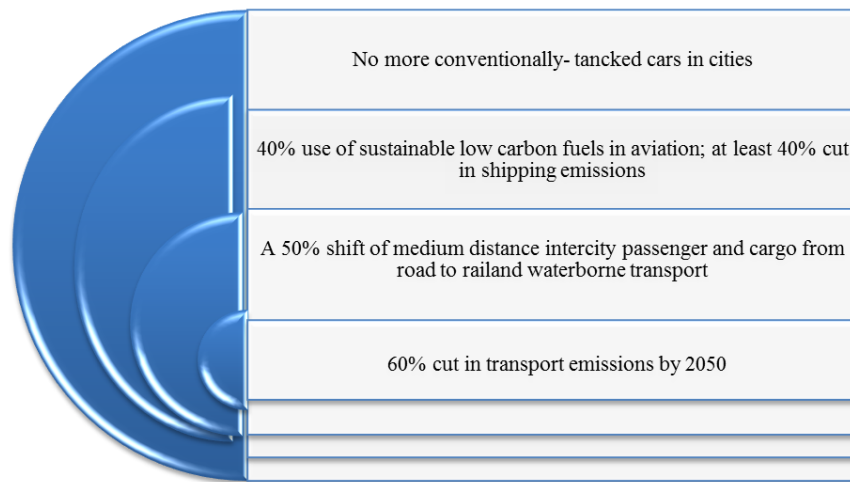 No more conventionally- tancked cars in cities
40% use of sustainable low carbon fuels in aviation; at least 40% cut
in shipping emissions
A 50% shift of medium distance intercity passenger and cargo from
road to railand waterborne transport
60% cut in transport emissions by 2050